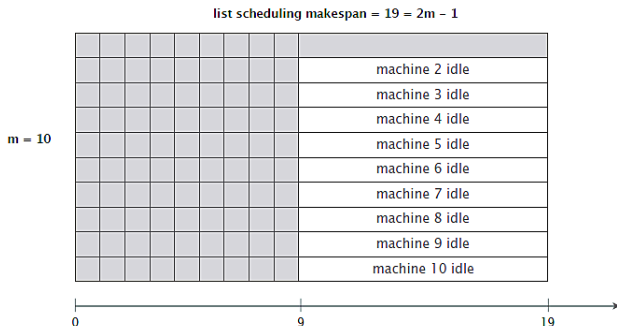 list scheduling makespan = 19 = 2m – 1
machine 2 idle
machine 3 idle
machine 4 idle
m = 10
machine 5 idle
machine 6 idle
machine 7 idle
machine 8 idle
machine 9 idle
machine 10 idle
0 9 19